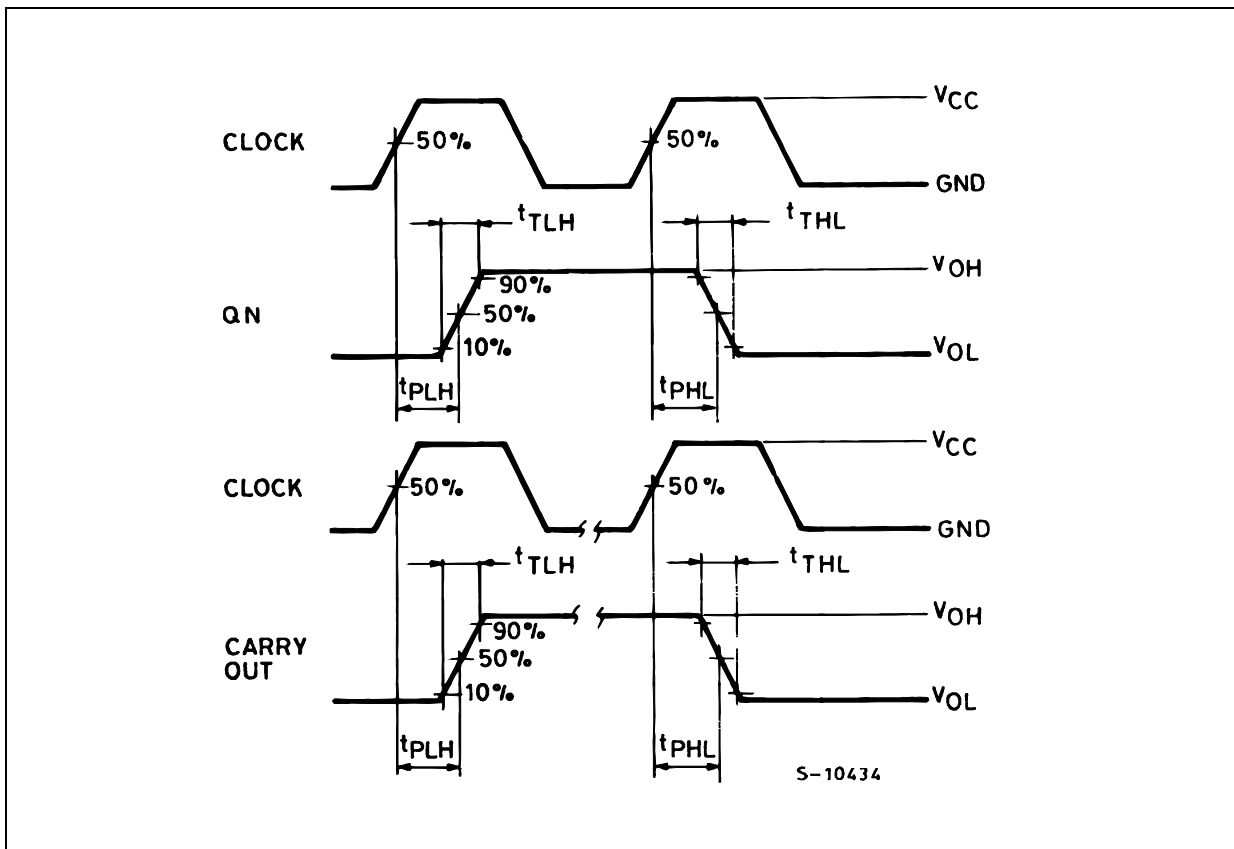 VCC
CLOCK
50%
50%
GND
tTLH
tTHL
VOH
90%
QN
50%
10%
VOL
tPLH
tPHL
VCC
CLOCK
50%
50%
GND
tTLH
tTHL
VOH
90%
CARRY
OUT
50%
10%
VOL
tPLH
tPHL
S-10434